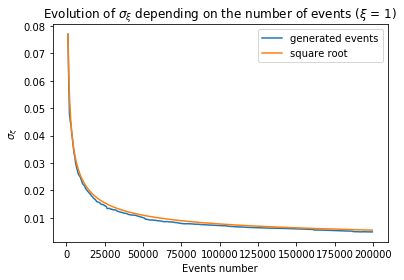 Evolution of σξ depending on the number of events (ξ = 1)
generated events
square root
σξ
0.08
0.07
0.06
0.05
0.04
0.03
0.02
0.01
0 25000 50000 75000 100000 125000 150000 175000 200000
Events number